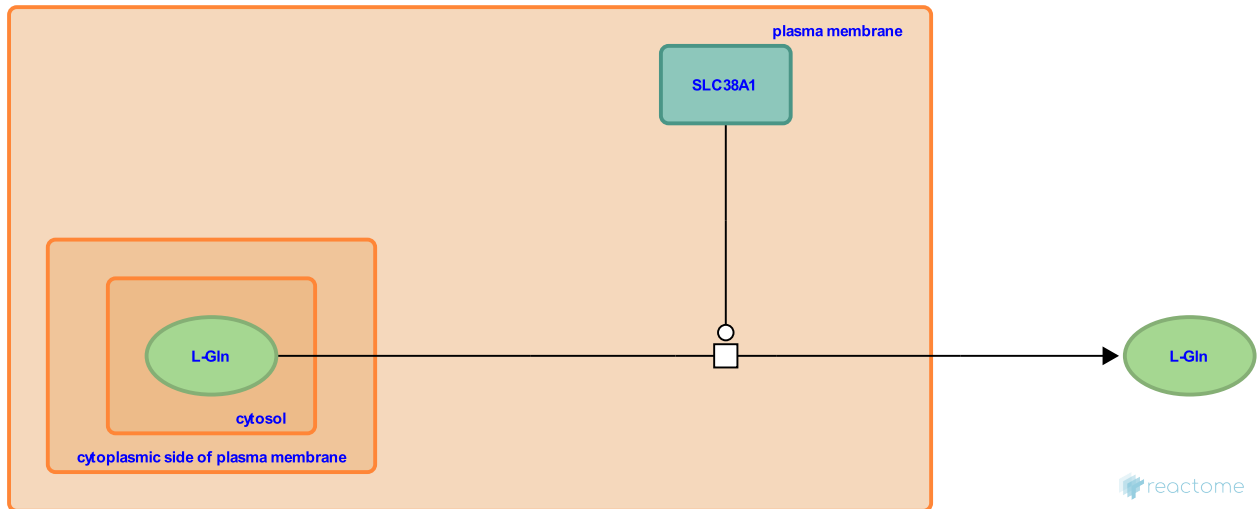 plasma membrane
SLC38A1
L-Gln
L-Gln
cytosol
cytoplasmic side of plasma membrane
reactome